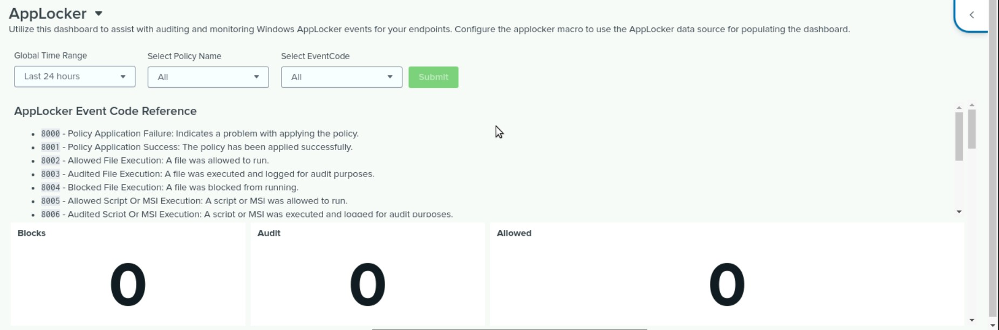 AppLocker
Utilize this dashboard to assist with auditing and monitoring Windows AppLocker events for your endpoints. Configure the applocker macro to use the AppLocker data source for populating the dashboard.
Global Time Range
Select Policy Name
Select EventCode
Last 24 hours
All
All
Submit
AppLocker Event Code Reference
• 8000 - Policy Application Failure: Indicates a problem with applying the policy.
• 8001 - Policy Application Success: The policy has been applied successfully.
• 8002 - Allowed File Execution: A file was allowed to run.
• 8003 - Audited File Execution: A file was executed and logged for audit purposes.
• 8004 - Blocked File Execution: A file was blocked from running.
• 8005 - Allowed Script Or MSI Execution: A script or MSI was allowed to run.
• 8006 - Audited Script Or MSI Execution: A script or MSI was executed and logged for audit purposes.
Blocks
Audit
Allowed
0
0
0